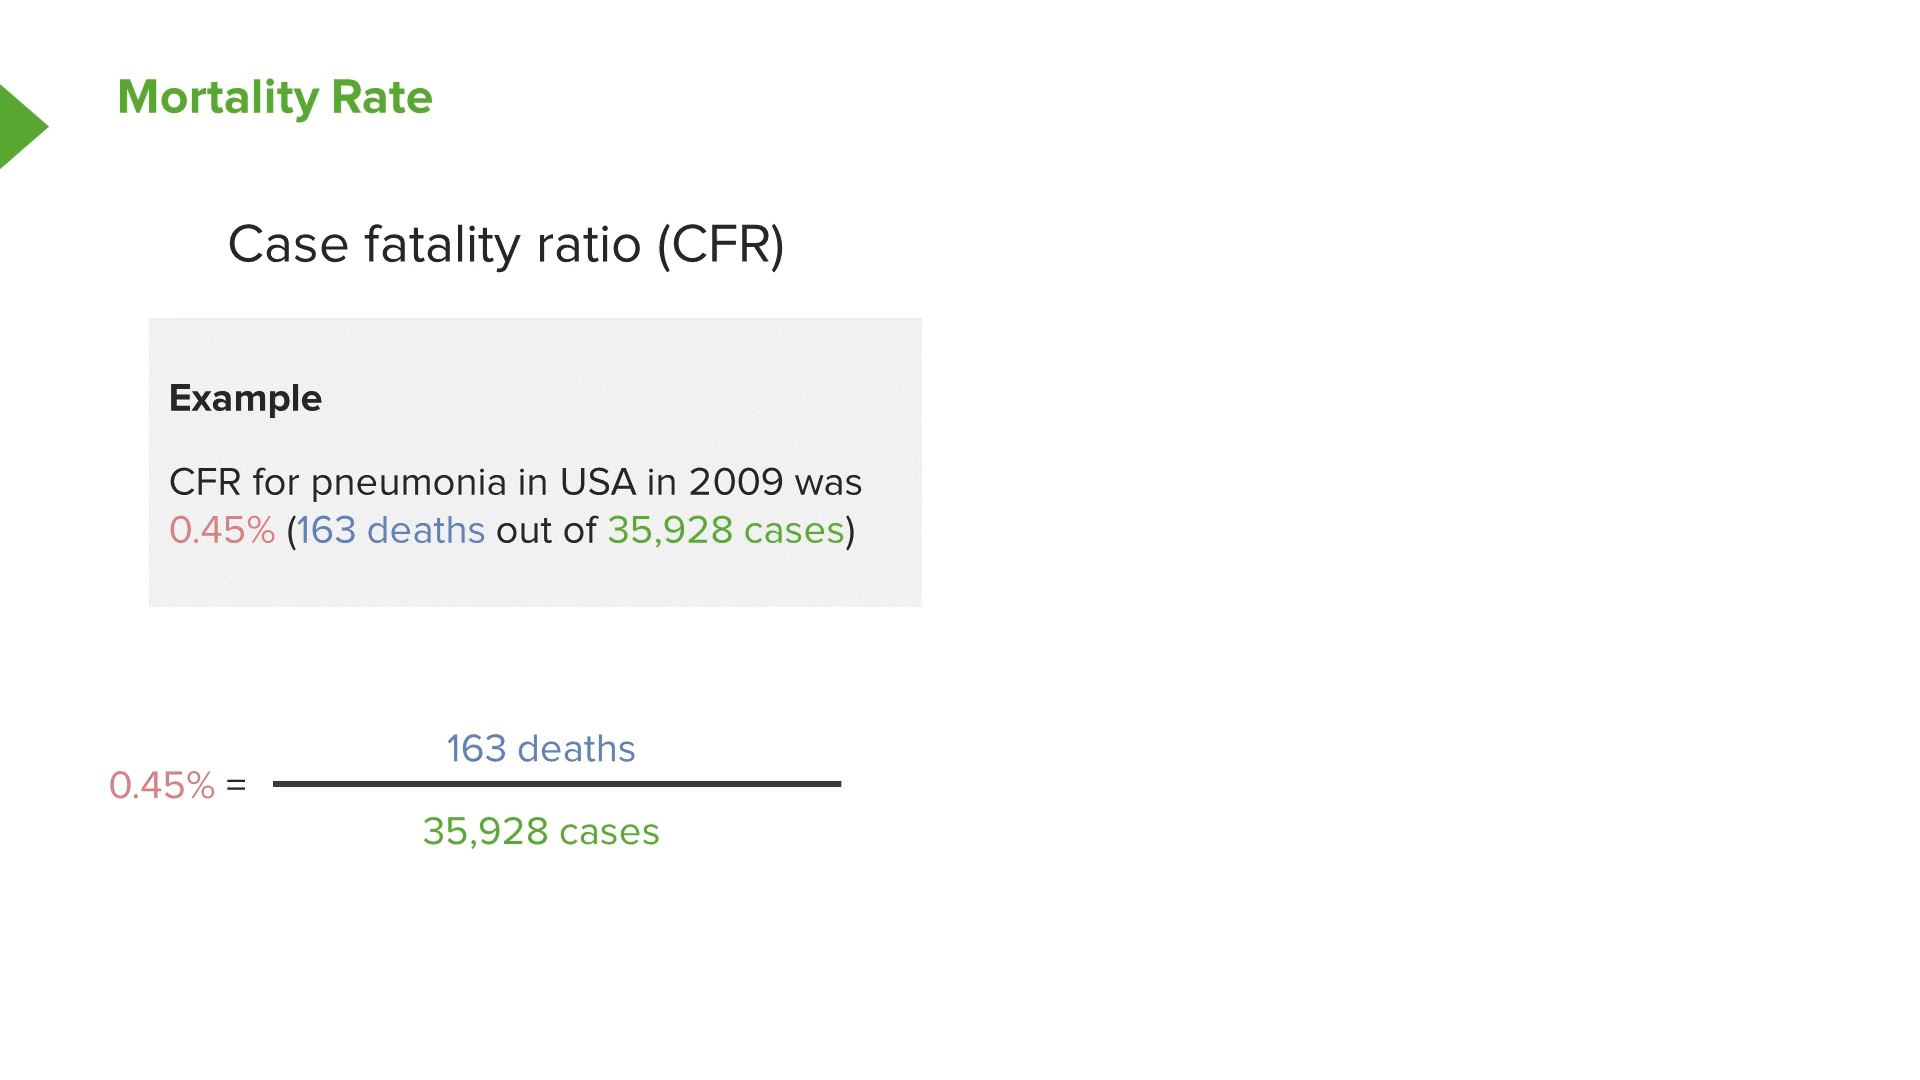 Mortality Rate
Case fatality ratio (CFR)
Example
CFR for pneumonia in USA in 2009 was
0.45% (163 deaths out of 35,928 cases)
163 deaths
0.45% =
35,928 cases